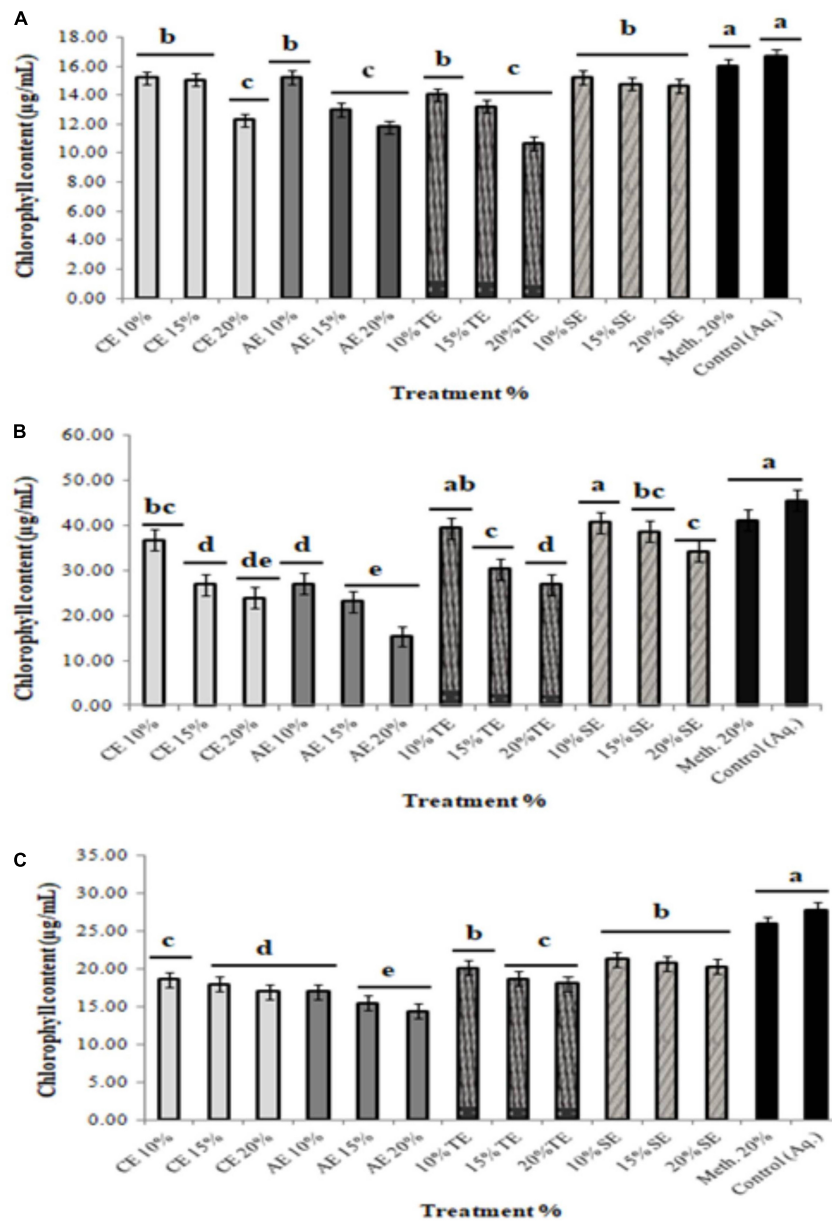 A
b b b a a
c c c
18.00
16.00
14.00
12.00
10.00
8.00
6.00
4.00
2.00
0.00
Chlorophyll content (µg/mL)
CE 10% CE 15% CE 20% AE 10% AE 15% AE 20% 10% TE 15% TE 20%TE 10% SE 15% SE 20% SE Meth. 20% Control (Aq.)
Treatment %
B
60.00
50.00
40.00
30.00
20.00
10.00
0.00
bc d de d e ab c d a bc c a
Chlorophyll content (µg/mL)
CE 10% CE 15% CE 20% AE 10% AE 15% AE 20% 10% TE 15% TE 20%TE 10% SE 15% SE 20% SE Meth. 20% Control (Aq.)
Treatment %
C
35.00
30.00
25.00
20.00
15.00
10.00
5.00
0.00
c d e b c b a
Chlorophyll content (µg/mL)
CE 10% CE 15% CE 20% AE 10% AE 15% AE 20% 10% TE 15% TE 20%TE 10% SE 15% SE 20% SE Meth. 20% Control (Aq.)
Treatment %